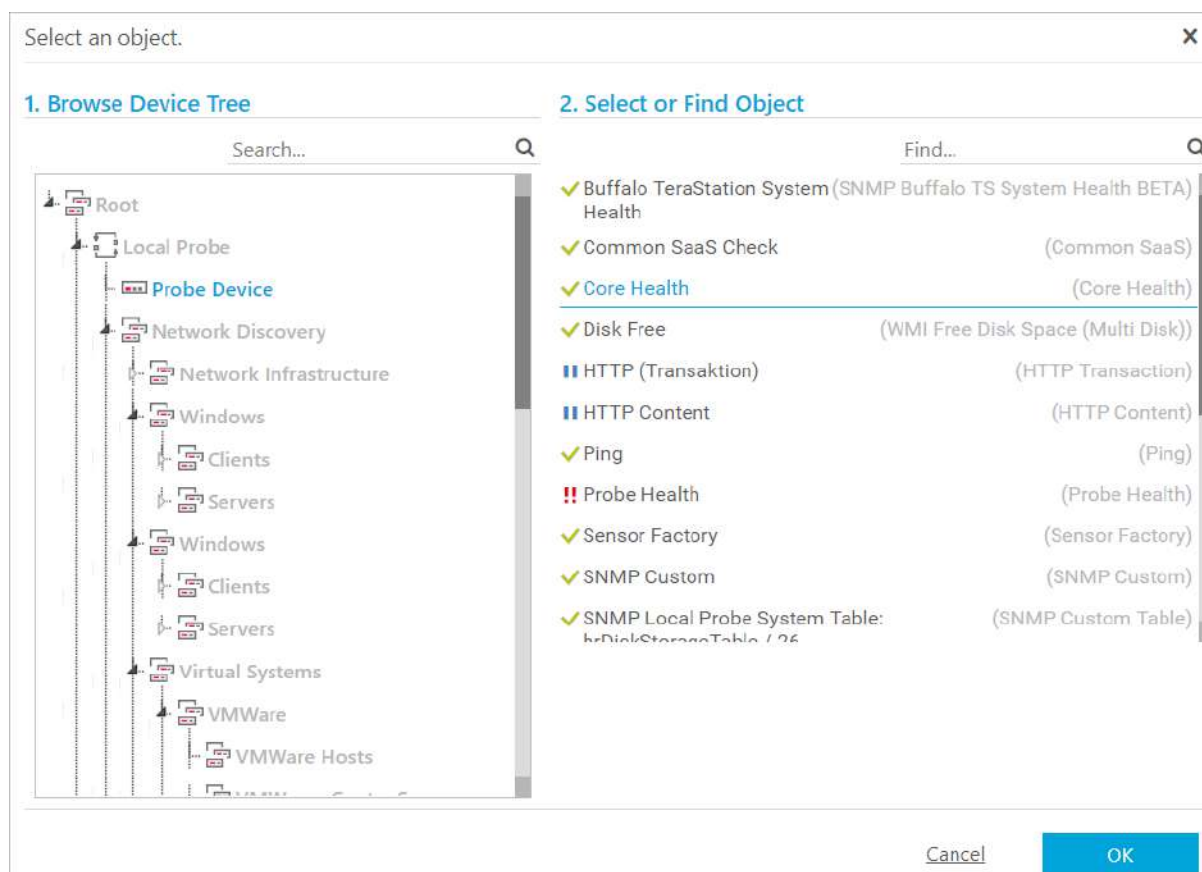 Select an object.
1. Browse Device Tree
Search...
Root
Local Probe
Probe Device
Network Discovery
Network Infrastructure
Windows
Clients
Servers
Windows
Clients
Servers
Virtual Systems
VMWare
VMWare Hosts
2. Select or Find Object
Find...
Buffalo TeraStation System (SNMP Buffalo TS System Health BETA)
Health
Common SaaS Check (Common SaaS)
Core Health (Core Health)
Disk Free (WMI Free Disk Space (Multi Disk))
HTTP (Transaktion) (HTTP Transaction)
HTTP Content (HTTP Content)
Ping (Ping)
Probe Health (Probe Health)
Sensor Factory (Sensor Factory)
SNMP Custom (SNMP Custom)
SNMP Local Probe System Table: (SNMP Custom Table)
hrDiskStorageTable / 26
Cancel
OK